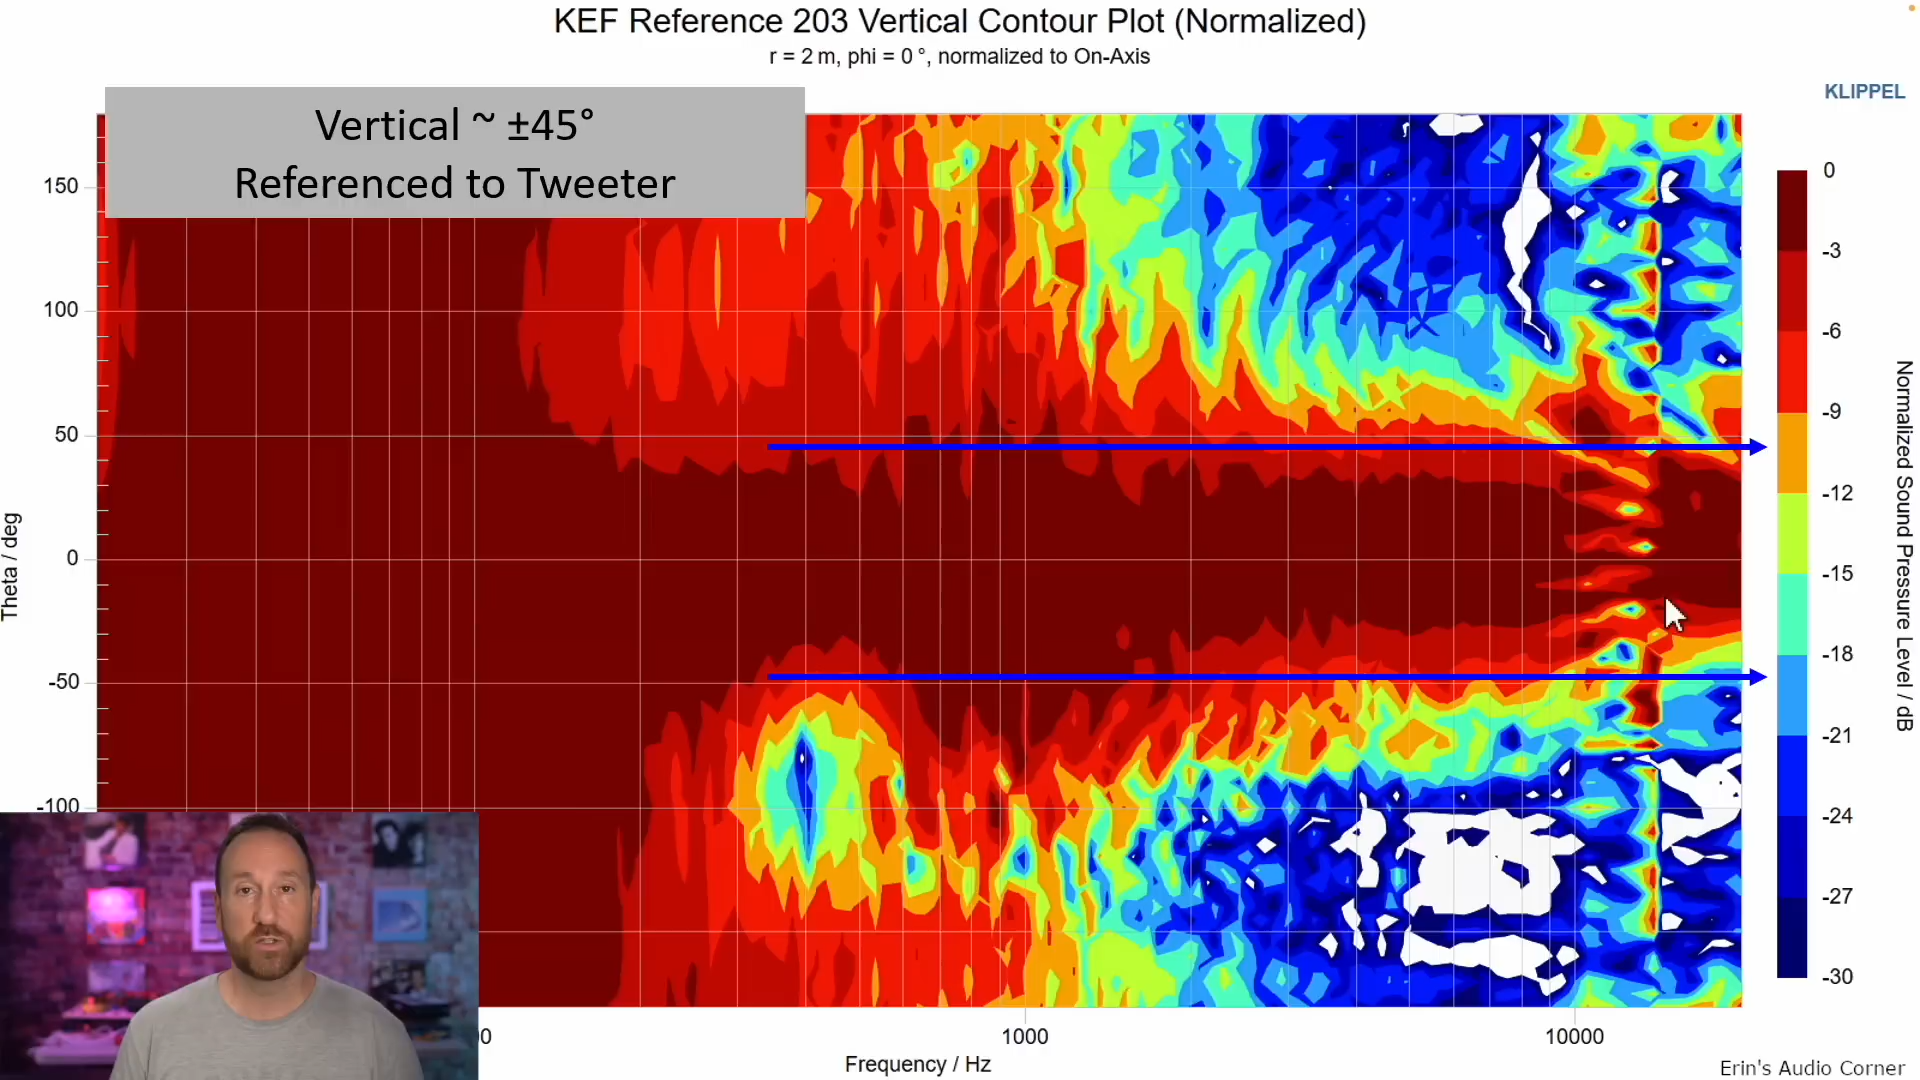 KEF Reference 203 Vertical Contour Plot (Normalized)
r = 2 m, phi = 0 °, normalized to On-Axis
KLIPPEL
Vertical ~ ±45°
Referenced to Tweeter
150
100
50
0
-50
-100
Theta / deg
0
-3
-6
-9
-12
-15
-18
-21
-24
-27
-30
Normalized Sound Pressure Level / dB
00
1000
10000
Frequency / Hz
Erin's Audio Corner